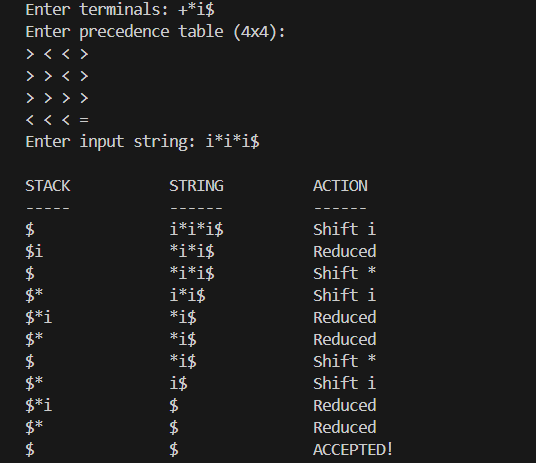 Enter terminals: +*i$
Enter precedence table (4x4):
> < < >
> > < >
> > > >
< < < =
Enter input string: i*i*i$
STACK STRING ACTION
----- ------ ------
$ i*i*i$ Shift i
$i *i*i$ Reduced
$ *i*i$ Shift *
$* i*i$ Shift i
$*i *i$ Reduced
$* *i$ Reduced
$ *i$ Shift *
$* i$ Shift i
$*i $ Reduced
$* $ Reduced
$ $ ACCEPTED!